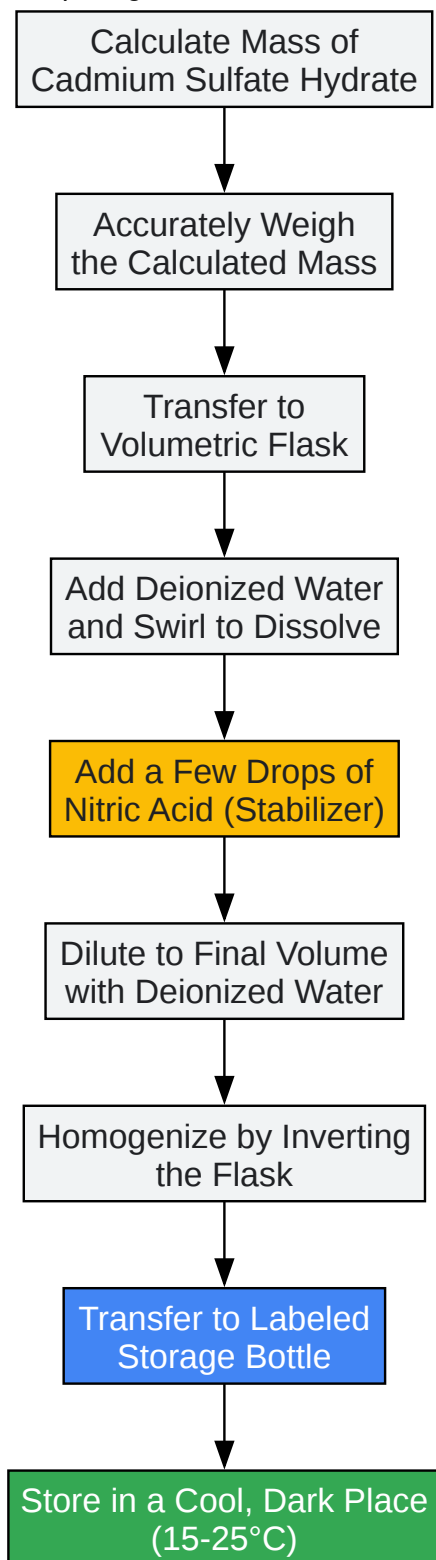 Calculate Mass of
Cadmium Sulfate Hydrate
Accurately Weigh
the Calculated Mass
Transfer to
Volumetric Flask
Add Deionized Water
and Swirl to Dissolve
Add a Few Drops of
Nitric Acid (Stabilizer)
Dilute to Final Volume
with Deionized Water
Homogenize by Inverting
the Flask
Transfer to Labeled
Storage Bottle
Store in a Cool, Dark Place
(15-25°C)